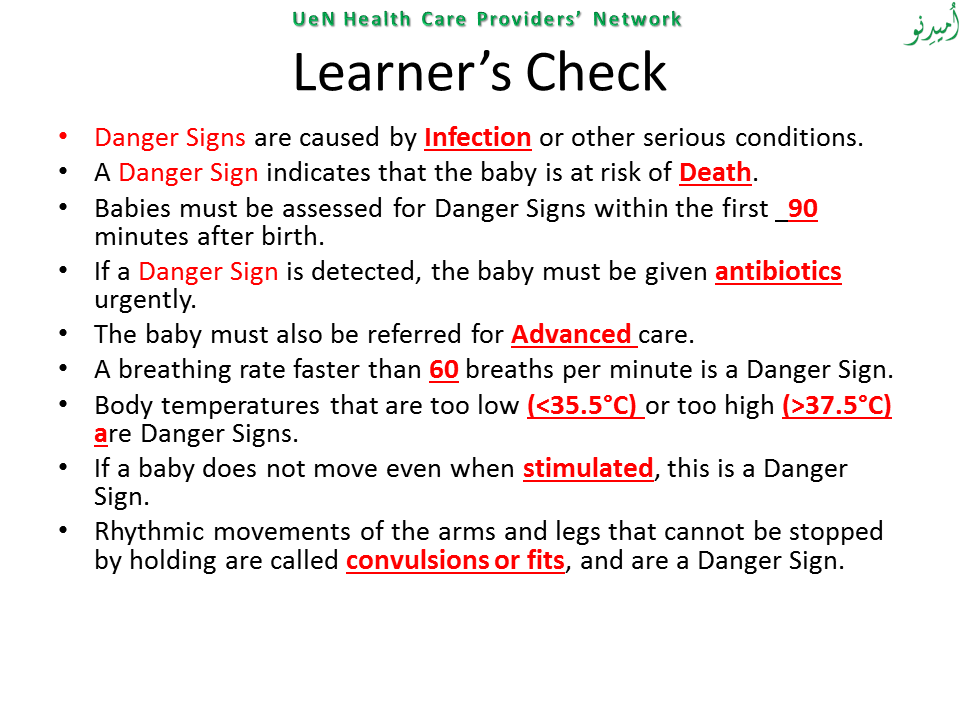 UeN Health Care Providers’ Network
أُميدِنو
Learner’s Check
• Danger Signs are caused by Infection or other serious conditions.
• A Danger Sign indicates that the baby is at risk of Death.
• Babies must be assessed for Danger Signs within the first _90
minutes after birth.
• If a Danger Sign is detected, the baby must be given antibiotics
urgently.
• The baby must also be referred for Advanced care.
• A breathing rate faster than 60 breaths per minute is a Danger Sign.
• Body temperatures that are too low (<35.5°C) or too high (>37.5°C)
are Danger Signs.
• If a baby does not move even when stimulated, this is a Danger
Sign.
• Rhythmic movements of the arms and legs that cannot be stopped
by holding are called convulsions or fits, and are a Danger Sign.